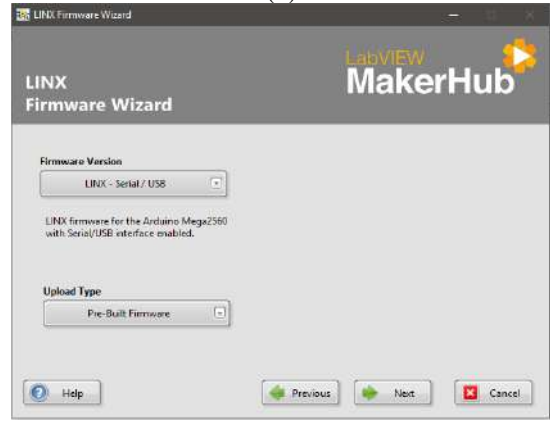 LINX Firmware Wizard
LabVIEW
MakerHub
LINX
Firmware Wizard
Firmware Version
LINX - Serial / USB
LINX firmware for the Arduino Mega2560
with Serial/USB interface enabled.
Upload Type
Pre-Built Firmware
Help
Previous
Next
Cancel